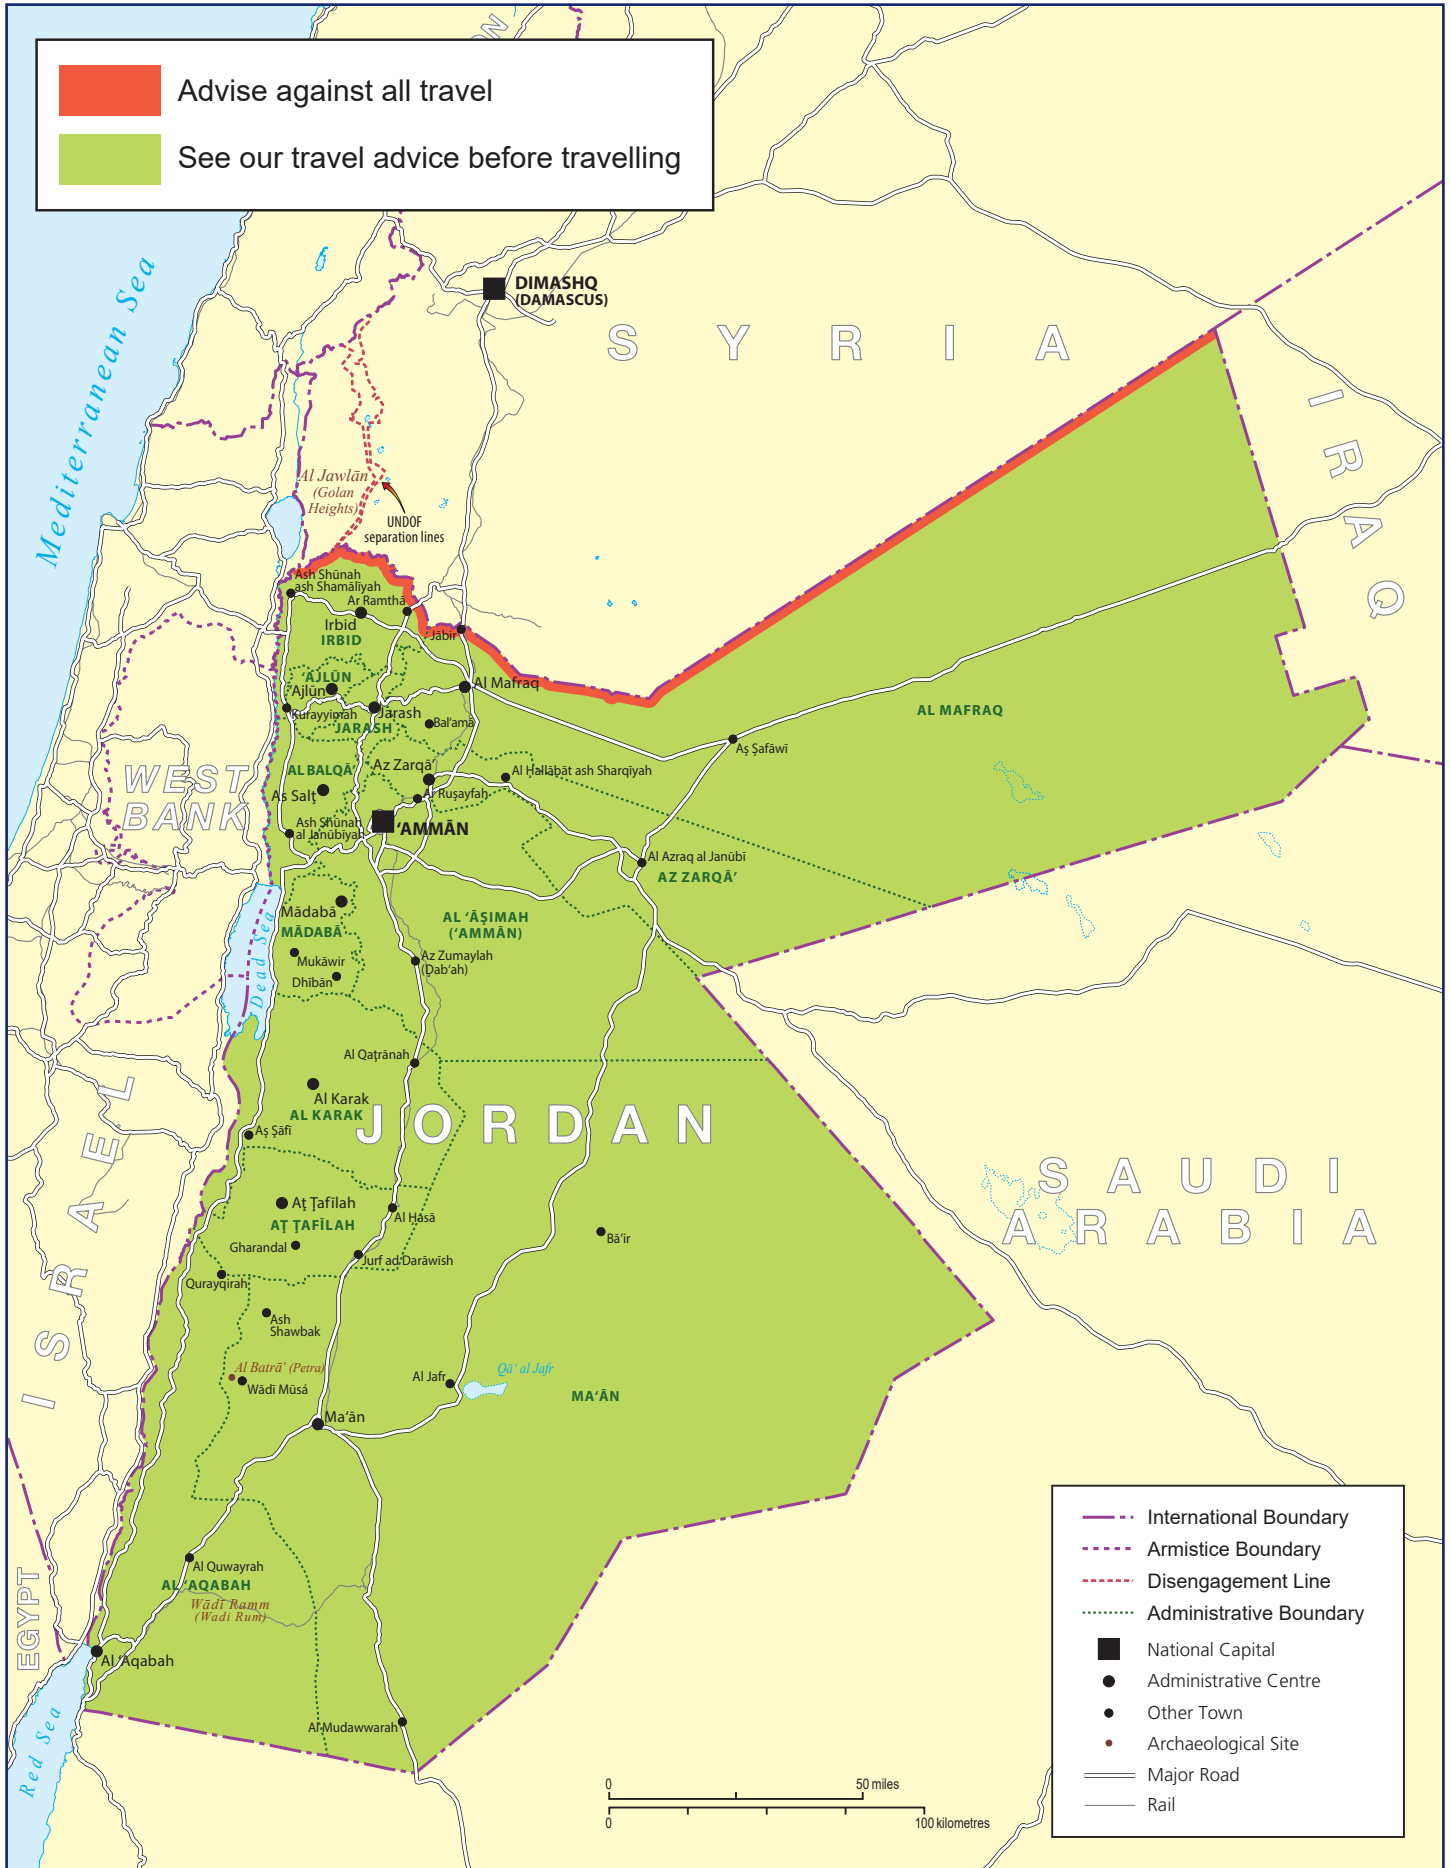 Advise against all travel
See our travel advice before travelling
Mediterranean Sea
DIMASHQ
(DAMASCUS)
SYRIA
IRAQ
Al Jawlān
(Golan
Heights)
UNDOF
separation lines
Ash Shūnah
ash Shamālīyah
Ar Ramthā
Irbid
IRBID
Jābir
‘AJLŪN
‘Ajlūn
Al Mafraq
Kurayyimah
Jarash
JARASH
Bal‘amā
AL MAFRAQ
Aş Şafāwī
WEST
BANK
AL BALQĀ’
Az Zarqā’
Al Ḩallābāt ash Sharqīyah
As Salţ
Ar Ruşayfah
Ash Shūnah
al Janūbīyah
‘AMMĀN
Al Azraq al Janūbī
AZ ZARQĀ’
Mādabā
MĀDABĀ
AL ‘ĀŞIMAH
(‘AMMĀN)
Dead Sea
Mukāwir
Dhībān
Az Zumaylah
(Ḑab‘ah)
Al Qaţrānah
Al Karak
AL KARAK
JORDAN
Aş Şāfī
ISRAEL
SAUDI
ARABIA
Aţ Ţafīlah
AŢ ŢAFĪLAH
Al Ḩasā
Gharandal
Jurf ad Darāwīsh
Bā’ir
Qurayqirah
Ash
Shawbak
Al Batrā’ (Petra)
Wādī Mūsá
Al Jafr
Qā‘ al Jafr
MA‘ĀN
Ma‘ān
Al Quwayrah
AL ‘AQABAH
Wādī Ramm
(Wadi Rum)
EGYPT
Al ‘Aqabah
Red Sea
Al Mudawwarah
International Boundary
Armistice Boundary
Disengagement Line
Administrative Boundary
National Capital
Administrative Centre
Other Town
Archaeological Site
Major Road
Rail
0 50 miles
0 100 kilometres